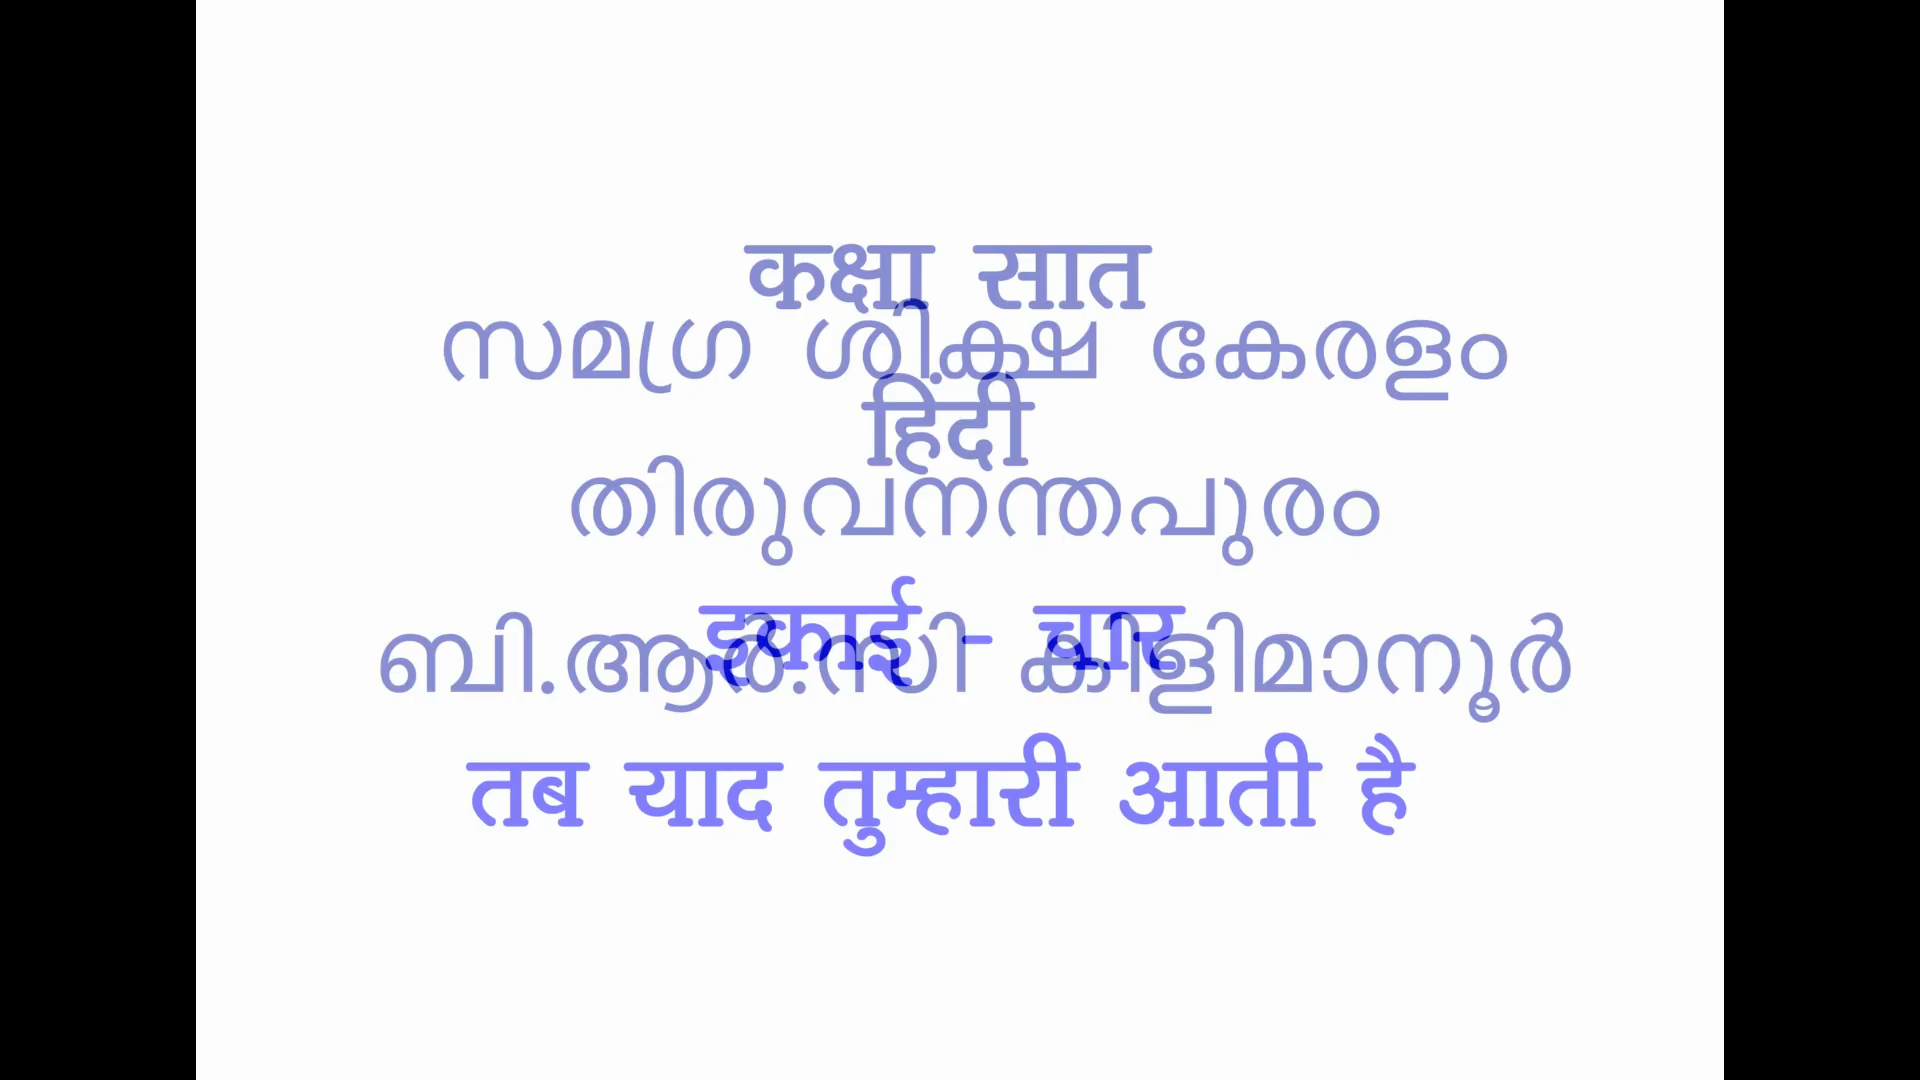 कक्षा सात
സമഗ്ര ശിക്ഷ കേരളം
हिंदी
തിരുവനന്തപുരം
इकाई - चार
ബി.ആർ.സി കിളിമാനൂർ
तब याद तुम्हारी आती है